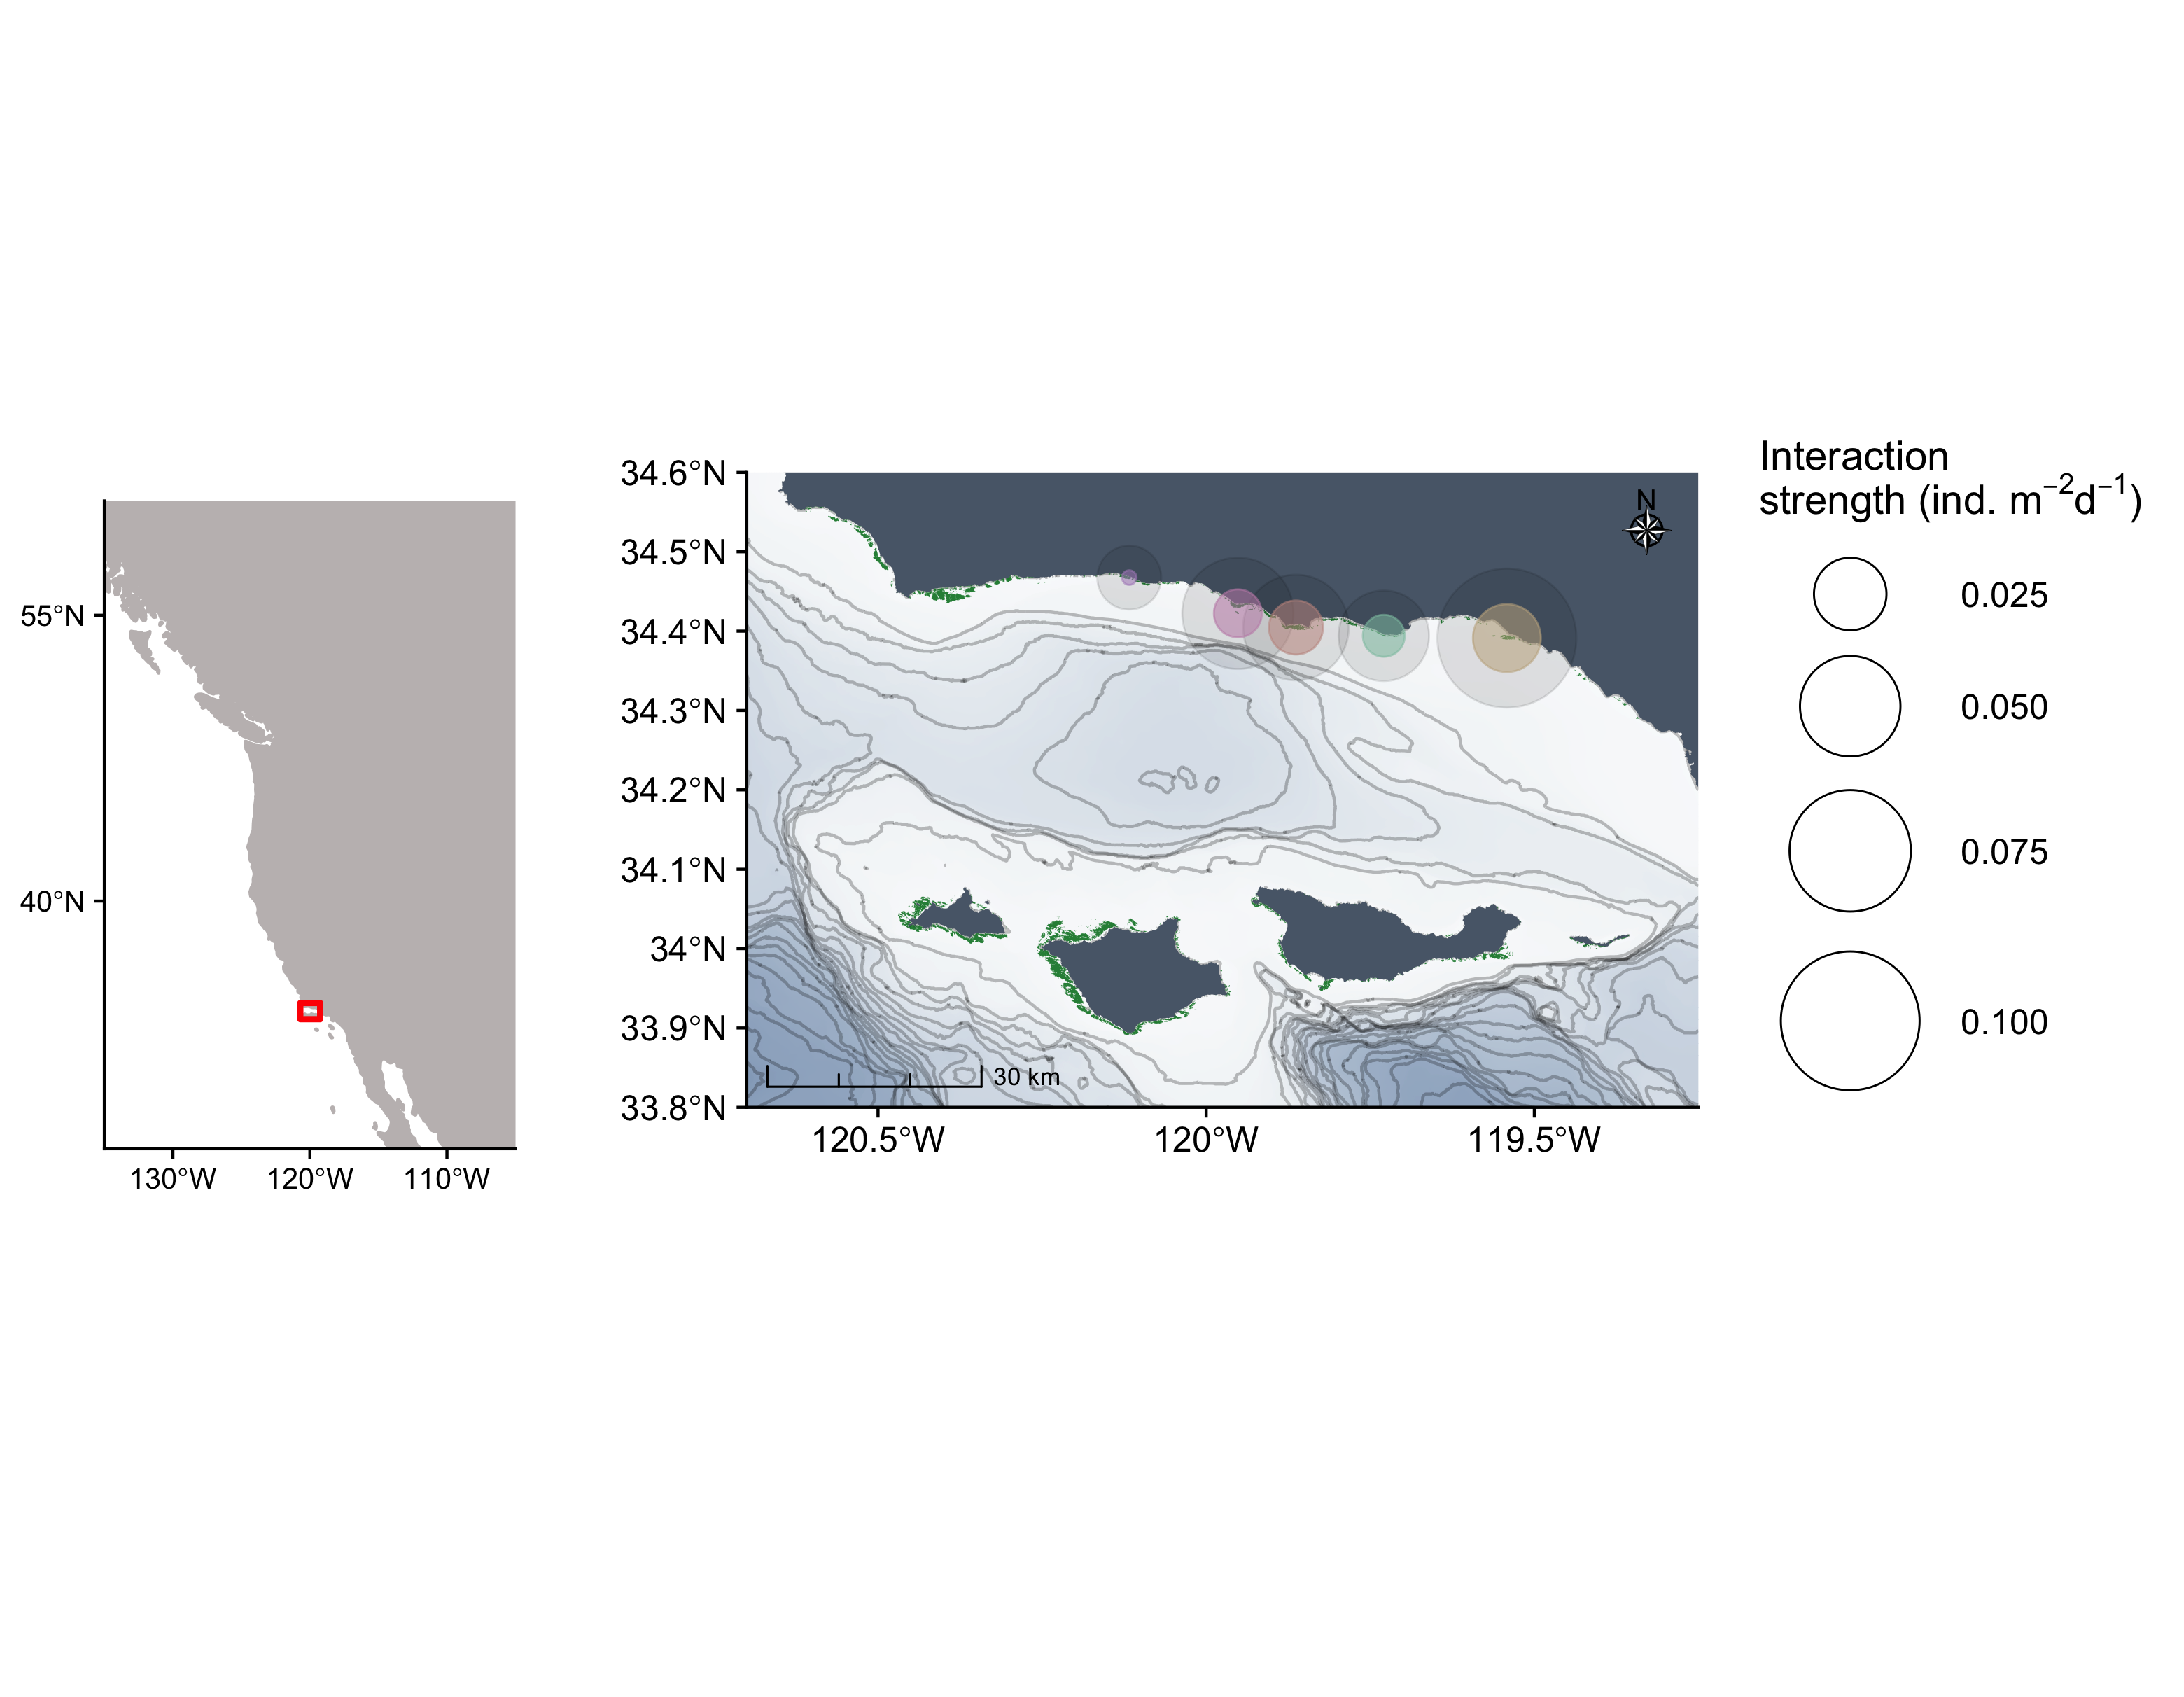 55°N
40°N
130°W 120°W 110°W
34.6°N
34.5°N
34.4°N
34.3°N
34.2°N
34.1°N
34°N
33.9°N
33.8°N
120.5°W 120°W 119.5°W
N
30 km
Interaction
strength (ind. m⁻²d⁻¹)
0.025
0.050
0.075
0.100